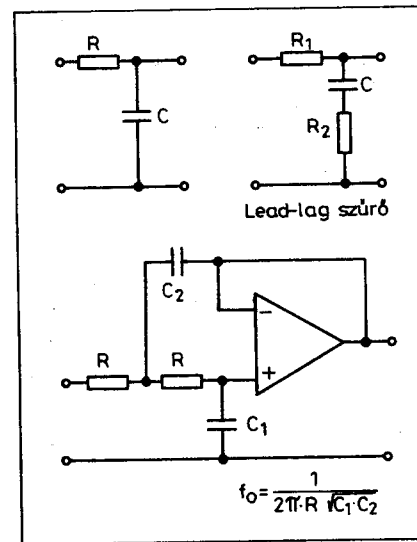 R
C
R₁
C
R₂
Lead-lag szűrő
C₂
R
R
C₁
−
+
f₀ = 1 / 2π·R √C₁·C₂